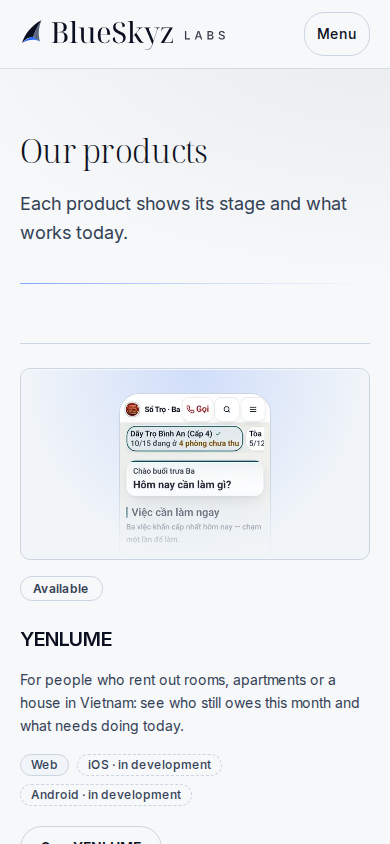 BlueSkyz LABS
Menu
Our products
Each product shows its stage and what
works today.
Sổ Trọ · Ba
Gọi
Dãy Trọ Bình An (Cấp 4) ✓
10/15 đang ở 4 phòng chưa thu
Tòa
5/12
Chào buổi trưa Ba
Hôm nay cần làm gì?
Việc cần làm ngay
Ba việc khẩn cấp nhất hôm nay — chạm
một lần để làm.
Available
YENLUME
For people who rent out rooms, apartments or a
house in Vietnam: see who still owes this month and
what needs doing today.
Web
iOS · in development
Android · in development